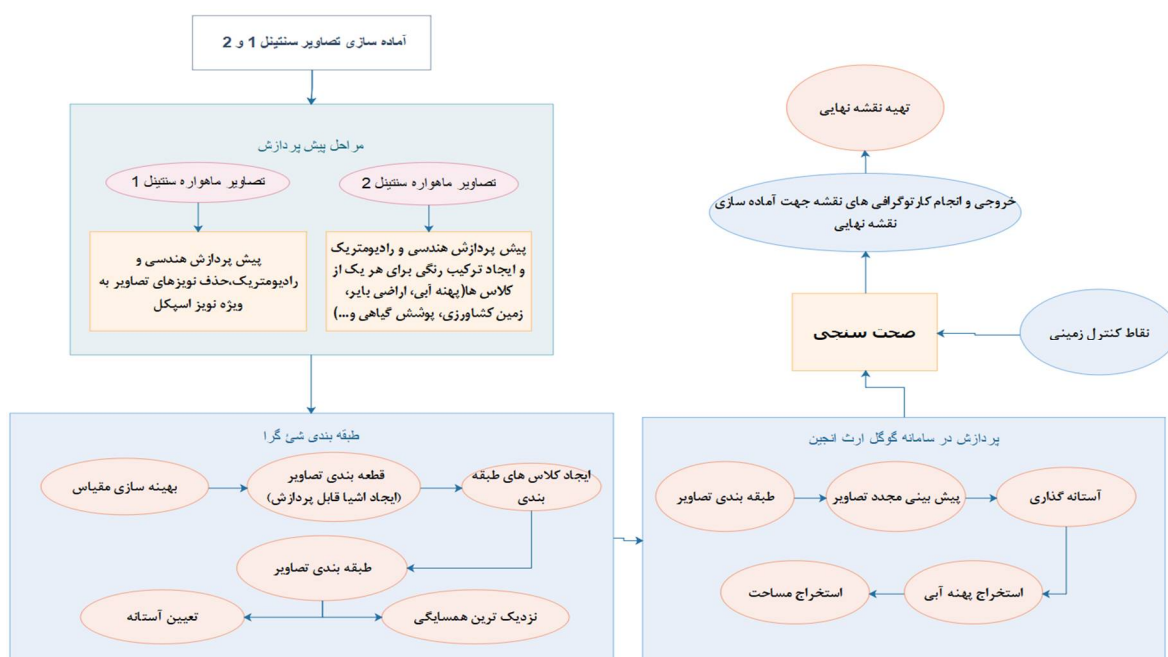 آماده سازی تصاویر سنتینل 1 و 2
مراحل پیش پردازش
تصاویر ماهواره سنتینل 2
تصاویر ماهواره سنتینل 1
پیش پردازش هندسی و رادیومتریک
و ایجاد ترکیب رنگی برای هر یک از
کلاس ها(پهنه آبی، اراضی بایر،
زمین کشاورزی، پوشش گیاهی و...)
پیش پردازش هندسی و
رادیومتریک،حذف نویزهای تصاویر به
ویژه نویز اسپکل
طبقه بندی شئ گرا
بهینه سازی مقیاس
قطعه بندی تصاویر
(ایجاد اشیا قابل پردازش)
ایجاد کلاس های طبقه
بندی
طبقه بندی تصاویر
نزدیک ترین همسایگی
تعیین آستانه
پردازش در سامانه گوگل ارث انجین
طبقه بندی تصاویر
پیش بینی مجدد تصاویر
آستانه گذاری
استخراج پهنه آبی
استخراج مساحت
صحت سنجی
نقاط کنترل زمینی
خروجی و انجام کارتوگرافی های نقشه جهت آماده سازی
نقشه نهایی
تهیه نقشه نهایی